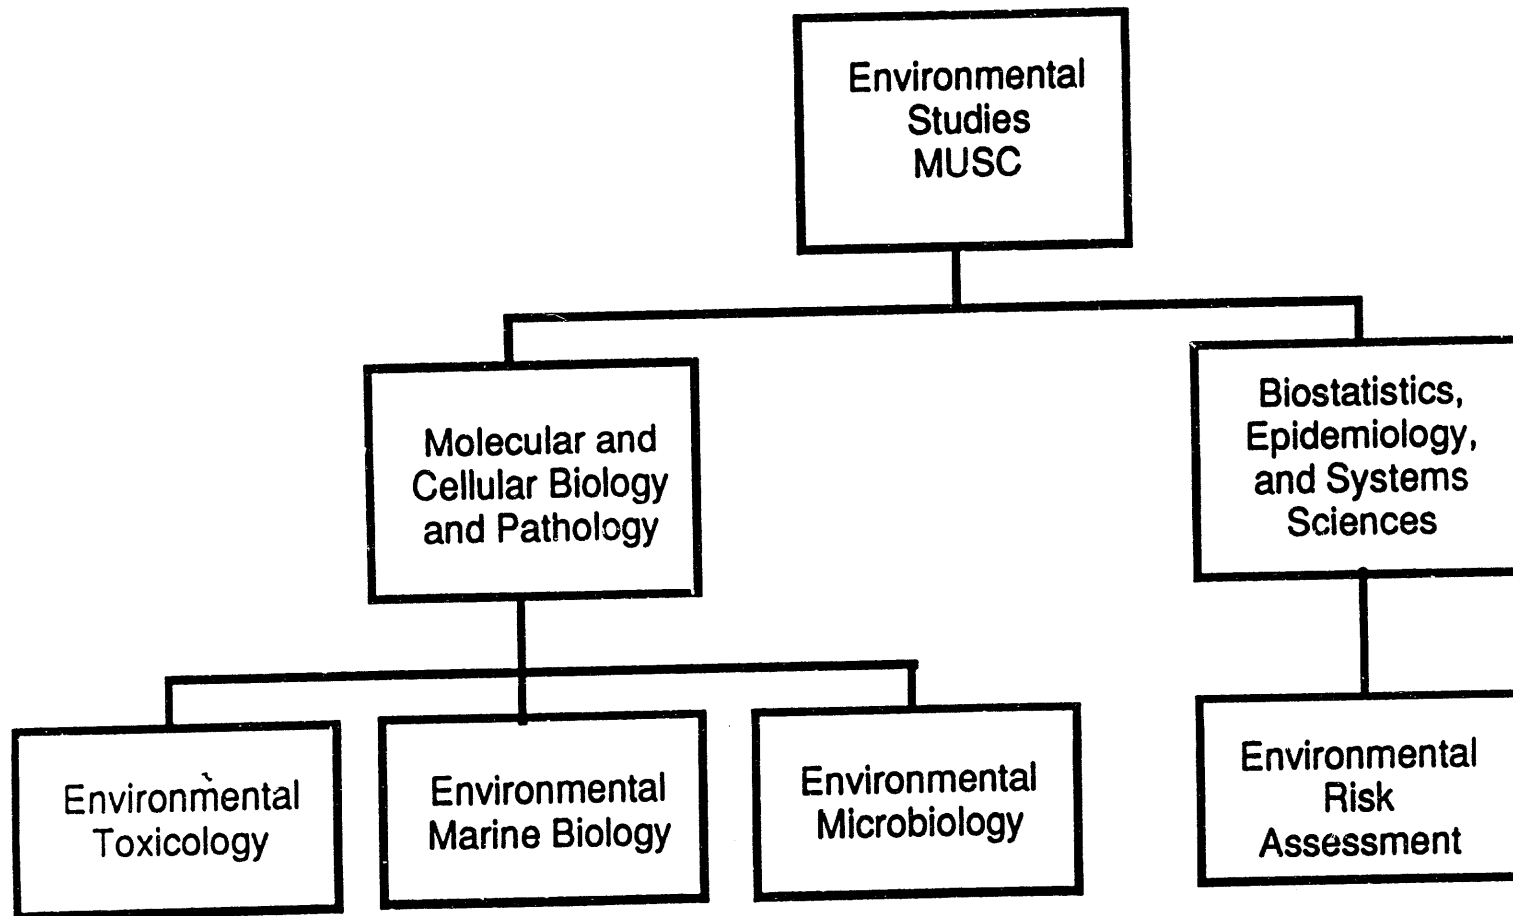 Environmental
Studies
MUSC
Molecular and
Cellular Biology
and Pathology
Biostatistics,
Epidemiology,
and Systems
Sciences
Environmental
Toxicology
Environmental
Marine Biology
Environmental
Microbiology
Environmental
Risk
Assessment